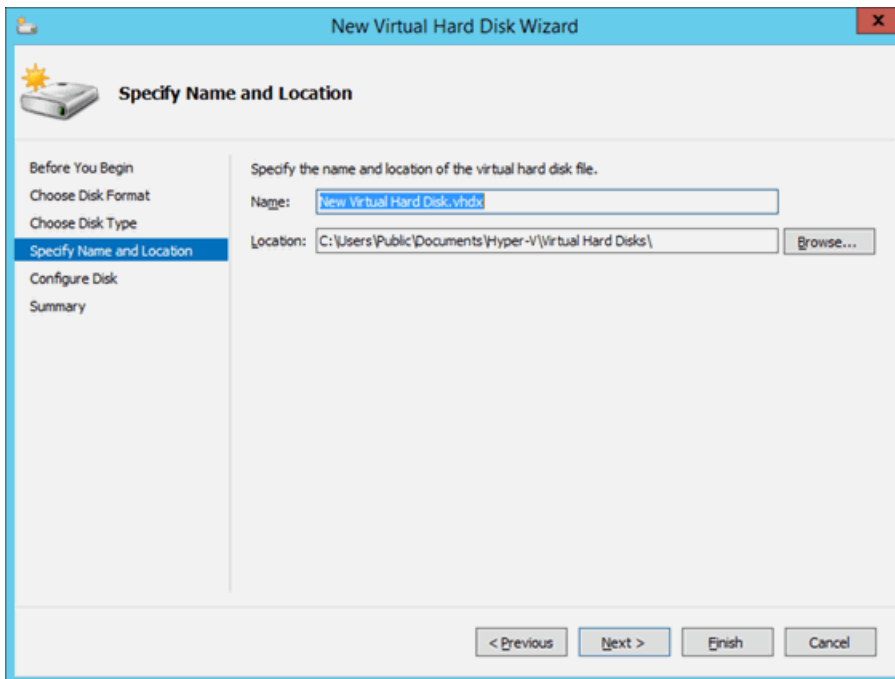 New Virtual Hard Disk Wizard
x
Specify Name and Location
Before You Begin
Choose Disk Format
Choose Disk Type
Specify Name and Location
Configure Disk
Summary
Specify the name and location of the virtual hard disk file.
Name: New Virtual Hard Disk.vhdx
Location: C:\Users\Public\Documents\Hyper-V\Virtual Hard Disks\ Browse...
< Previous Next > Finish Cancel